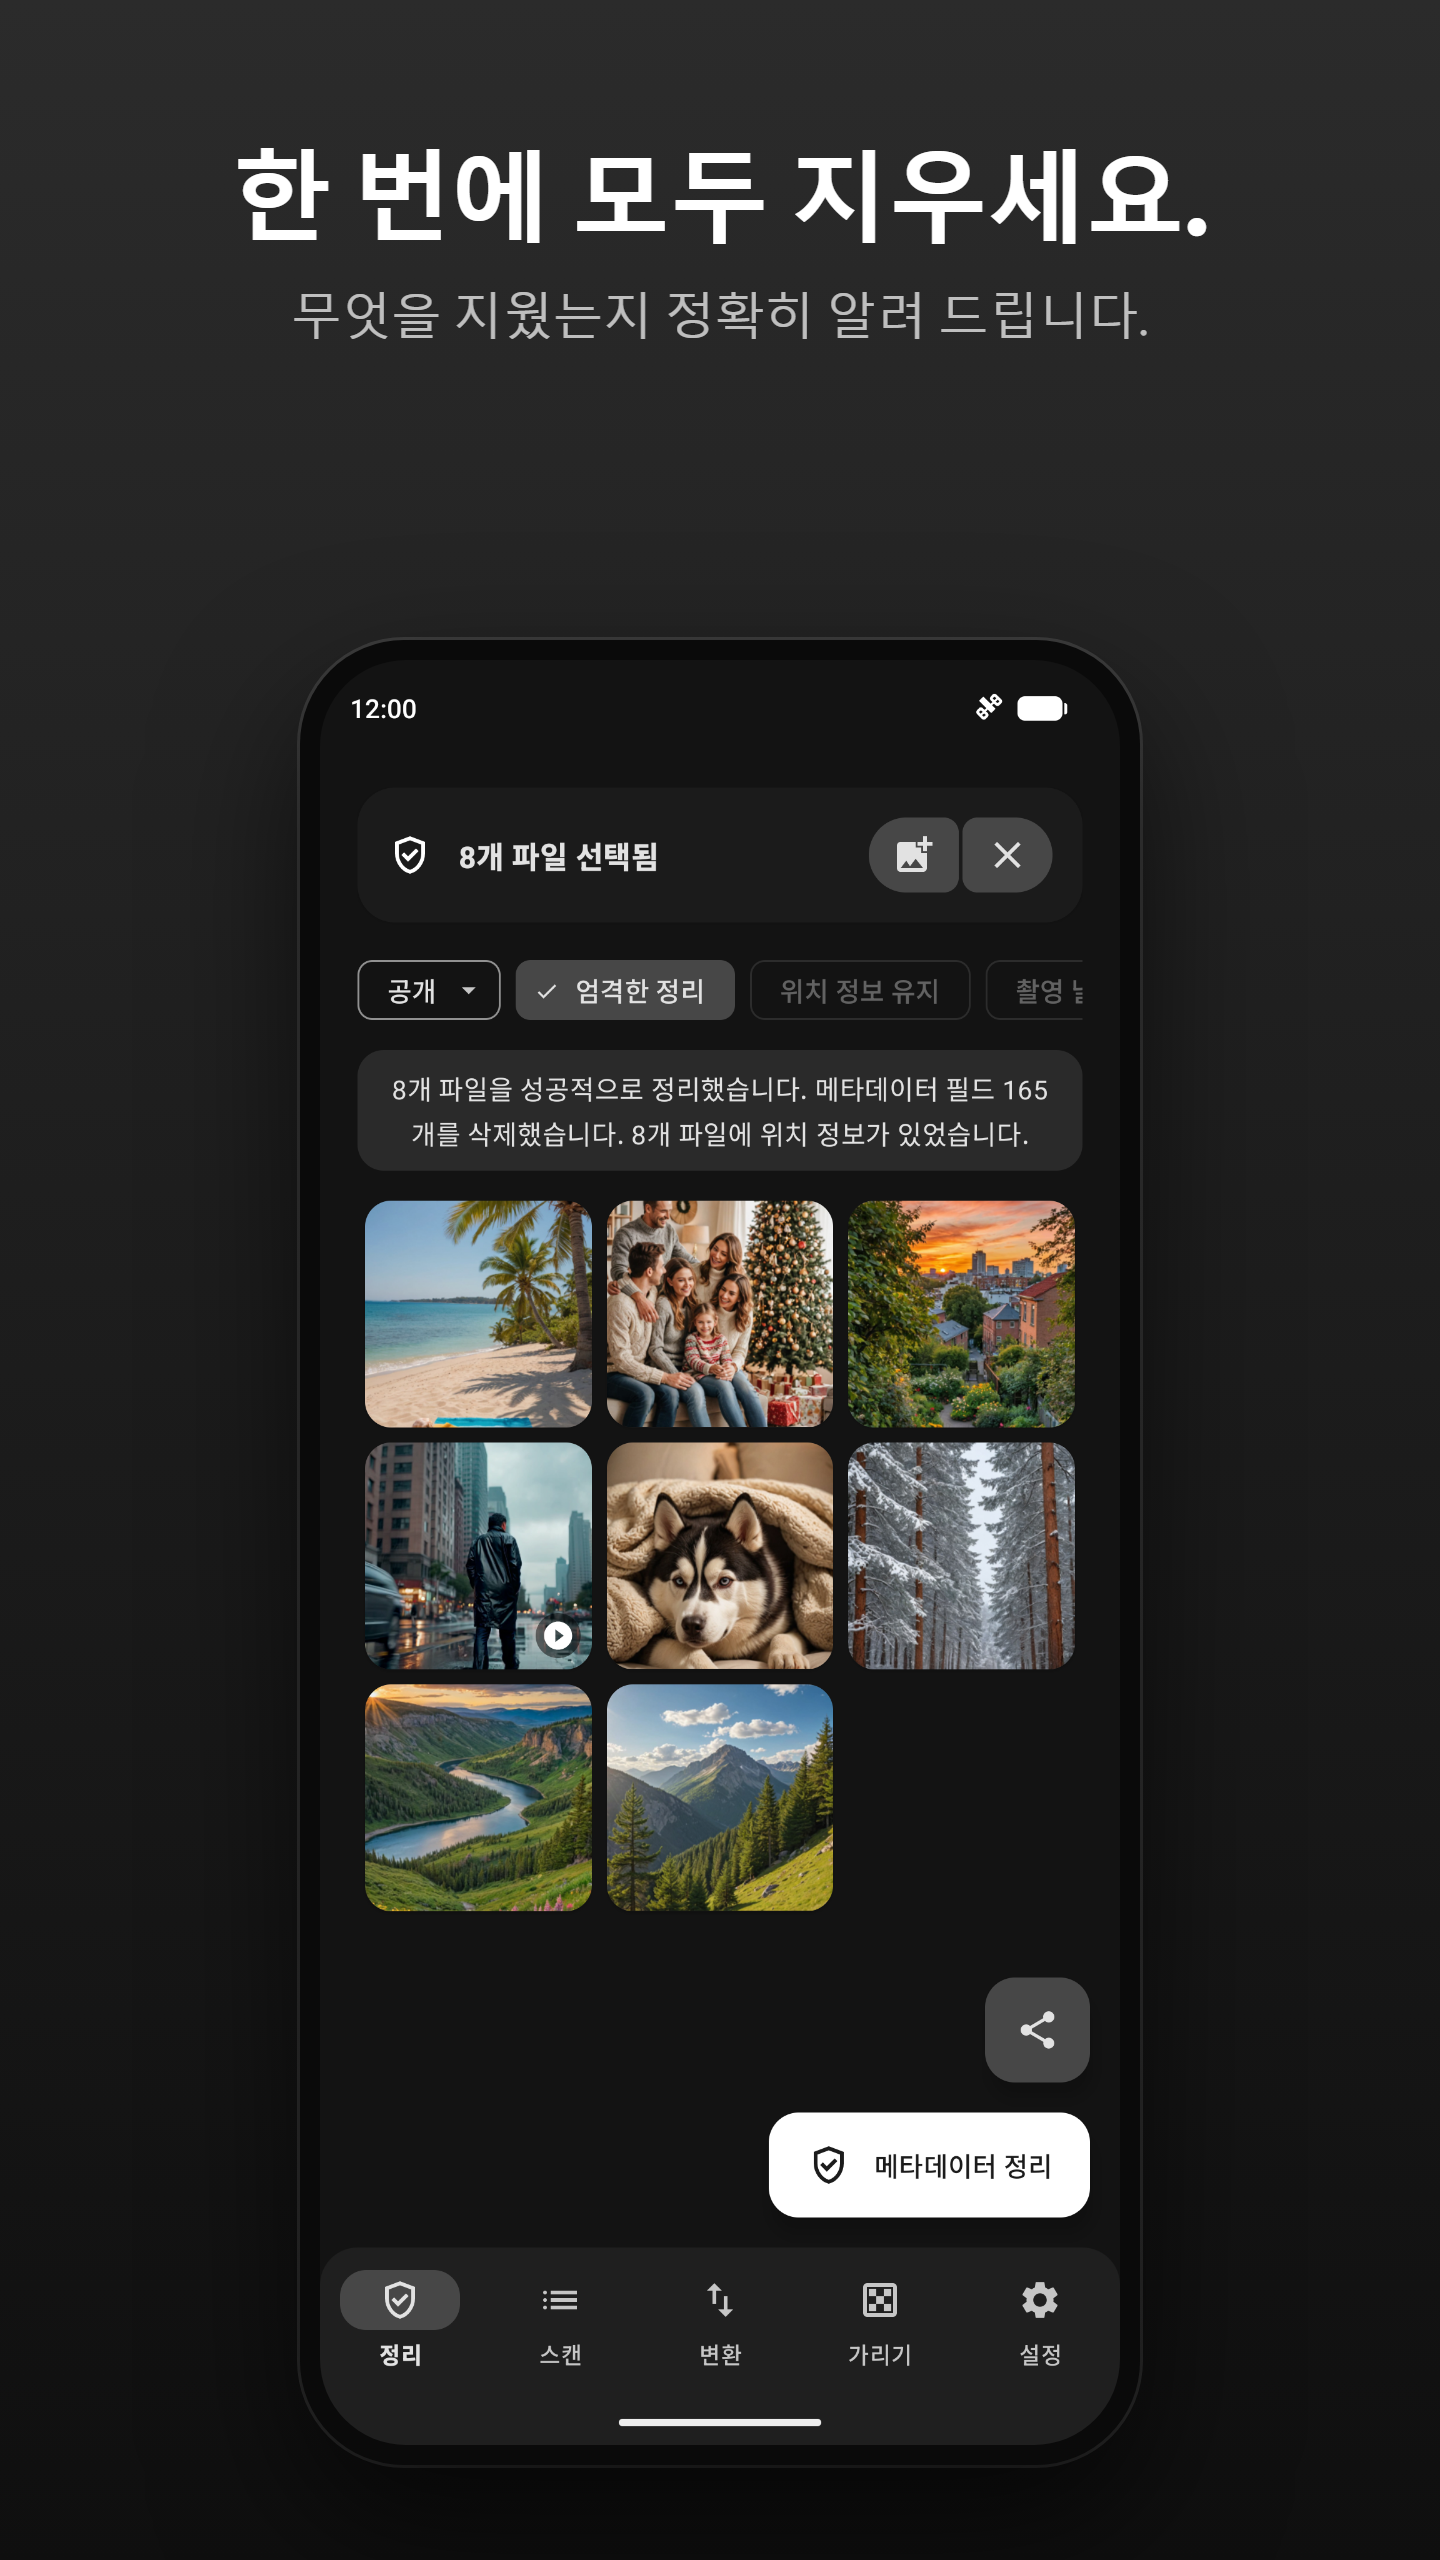 한 번에 모두 지우세요.
무엇을 지웠는지 정확히 알려 드립니다.
12:00
8개 파일 선택됨
공개
엄격한 정리
위치 정보 유지
촬영
8개 파일을 성공적으로 정리했습니다. 메타데이터 필드 165
개를 삭제했습니다. 8개 파일에 위치 정보가 있었습니다.
메타데이터 정리
정리
스캔
변환
가리기
설정